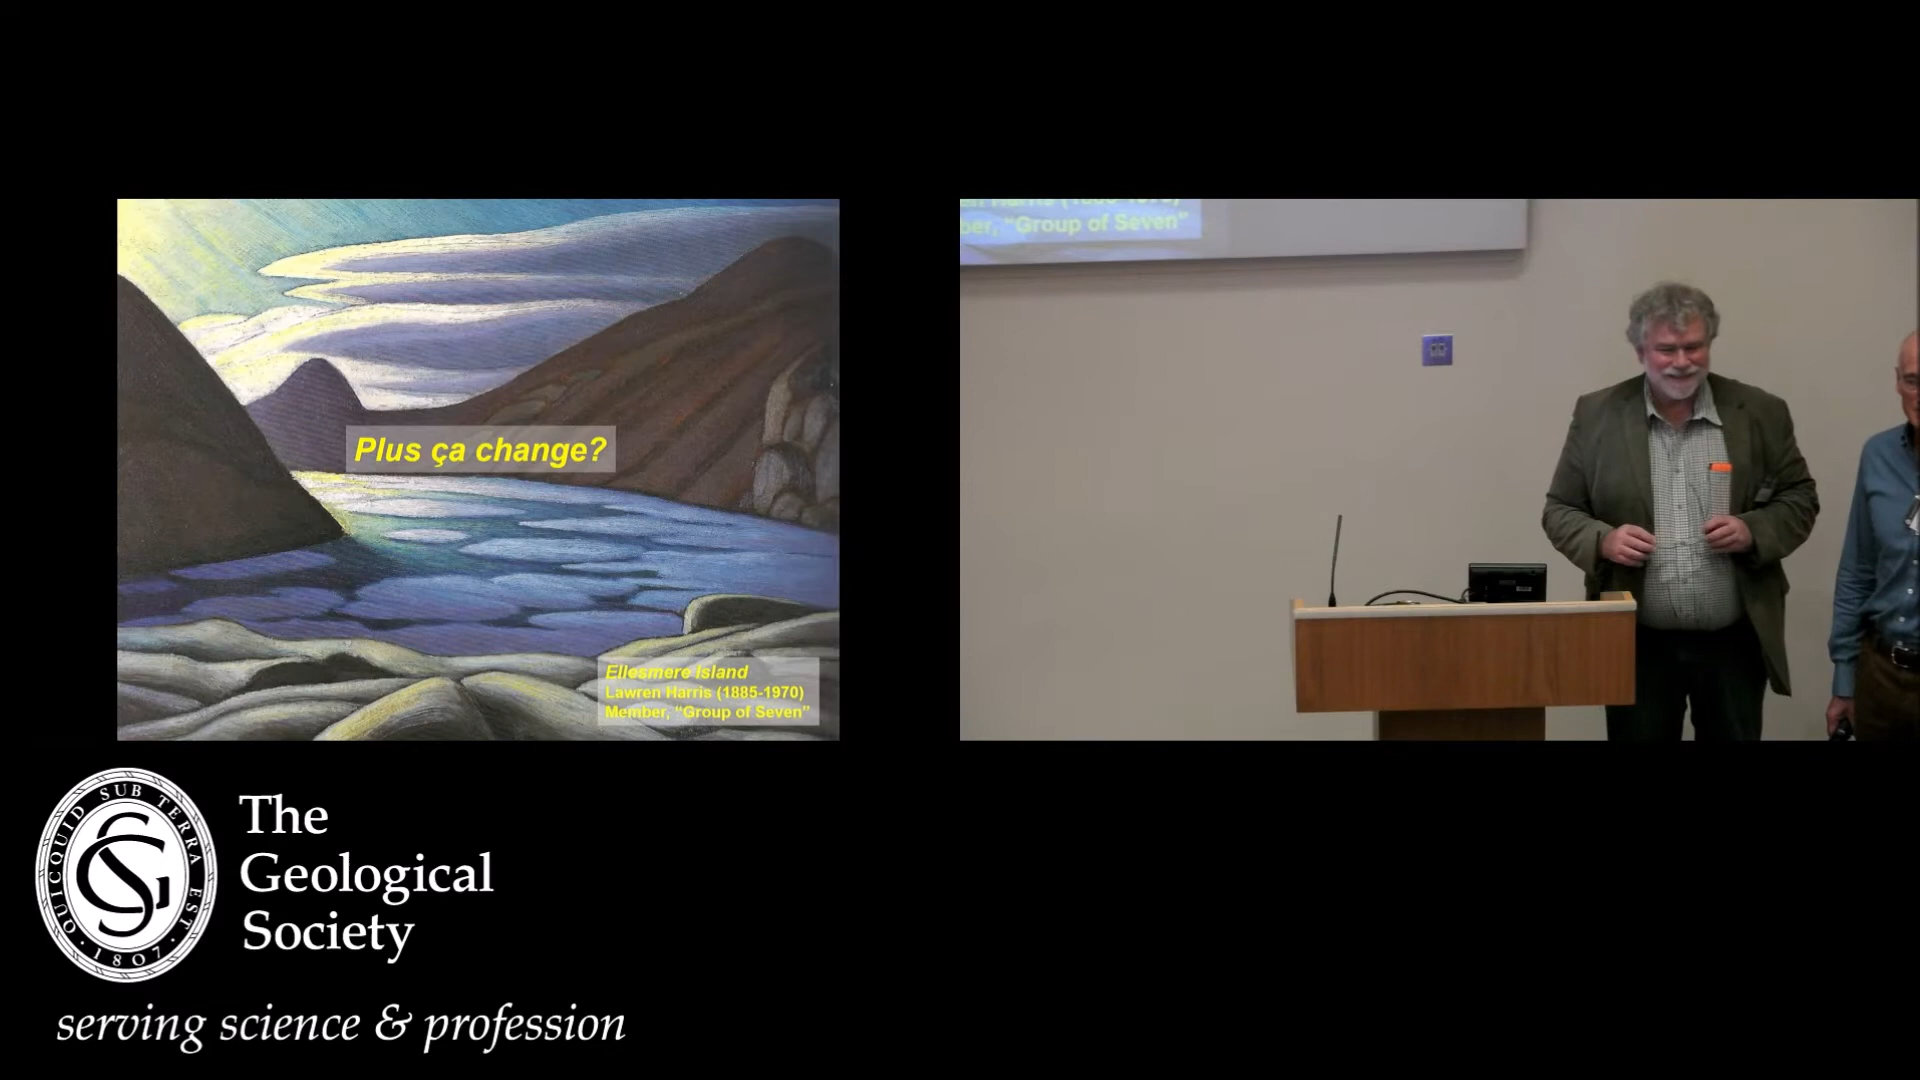 Plus ça change?
Ellesmere Island
Lawren Harris (1885-1970)
Member, “Group of Seven”
“Group of Seven”
QUICQUID SUB TERRA EST
· 1807 ·
The
Geological
Society
serving science & profession